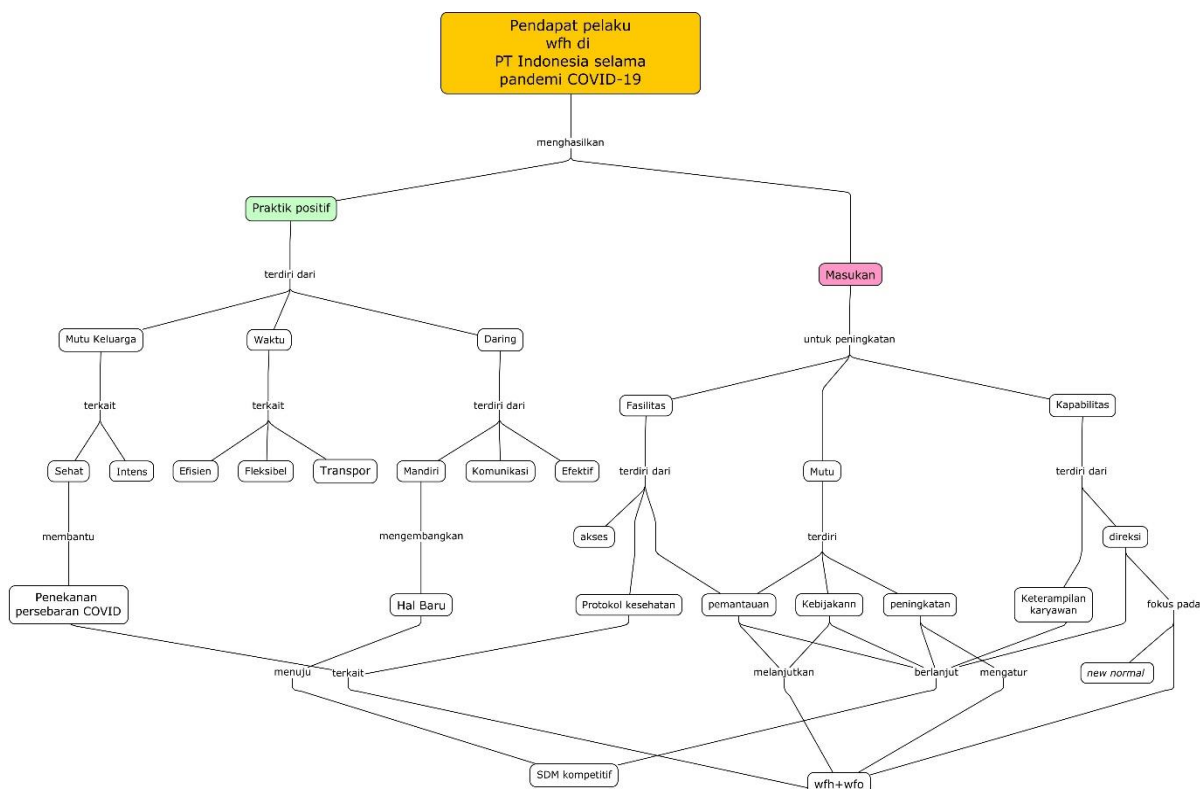 Pendapat pelaku
wfh di
PT Indonesia selama
pandemi COVID-19
menghasilkan
Praktik positif
Masukan
terdiri dari
untuk peningkatan
Mutu Keluarga
Waktu
Daring
Fasilitas
Kapabilitas
terkait
terkait
terdiri dari
Sehat
Intens
Efisien
Fleksibel
Transpor
Mandiri
Komunikasi
Efektif
terdiri dari
Mutu
terdiri dari
membantu
mengembangkan
akses
terdiri
direksi
Penekanan
persebaran COVID
Hal Baru
Protokol kesehatan
pemantauan
Kebijakann
peningkatan
Keterampilan
karyawan
fokus pada
menuju
terkait
melanjutkan
berlanjut
mengatur
new normal
SDM kompetitif
wfh+wfo